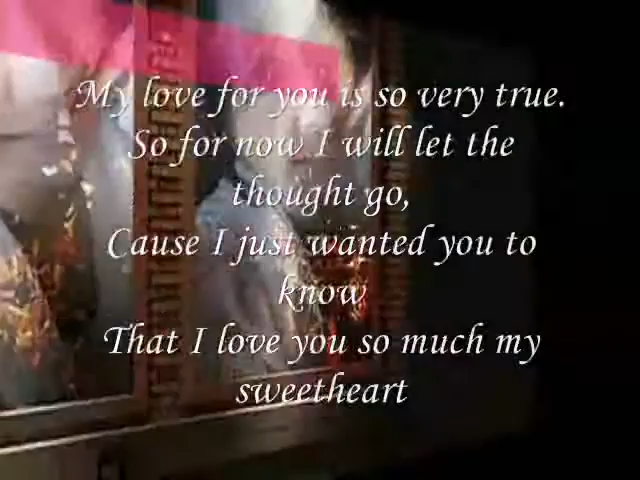 My love for you is so very true.
So for now I will let the
thought go,
Cause I just wanted you to
know
That I love you so much my
sweetheart